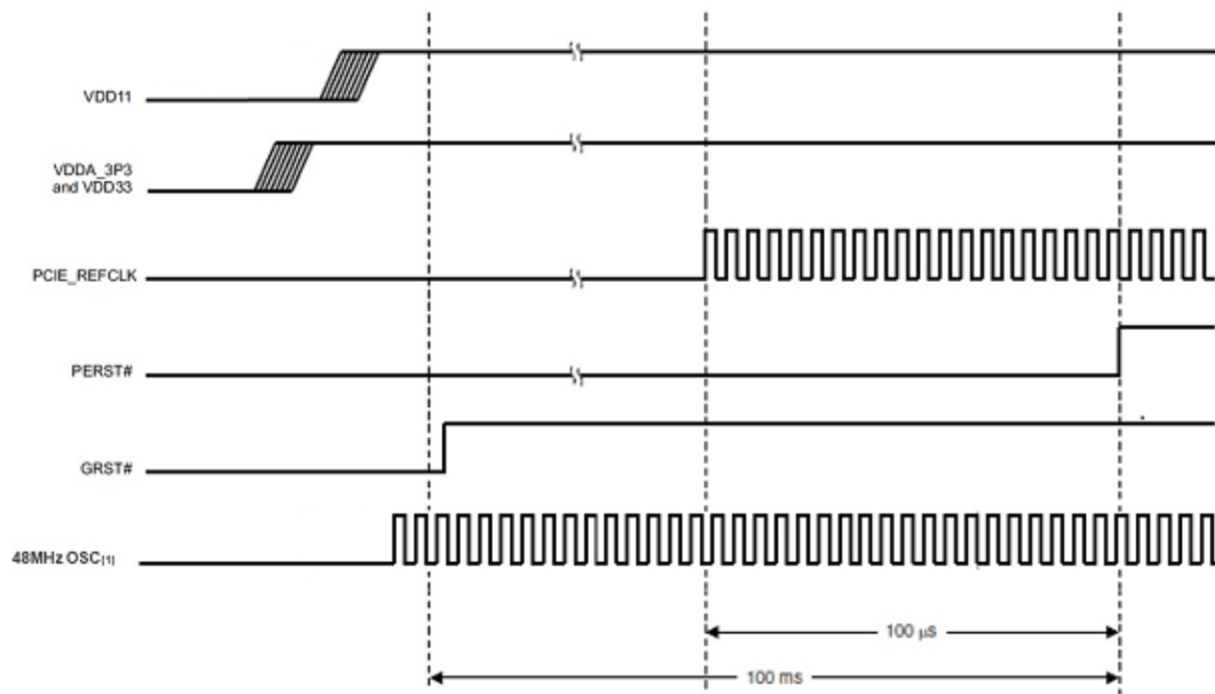 VDD11
VDDA_3P3
and VDD33
PCIE_REFCLK
PERST#
GRST#
48MHz OSC(1)
100 μs
100 ms